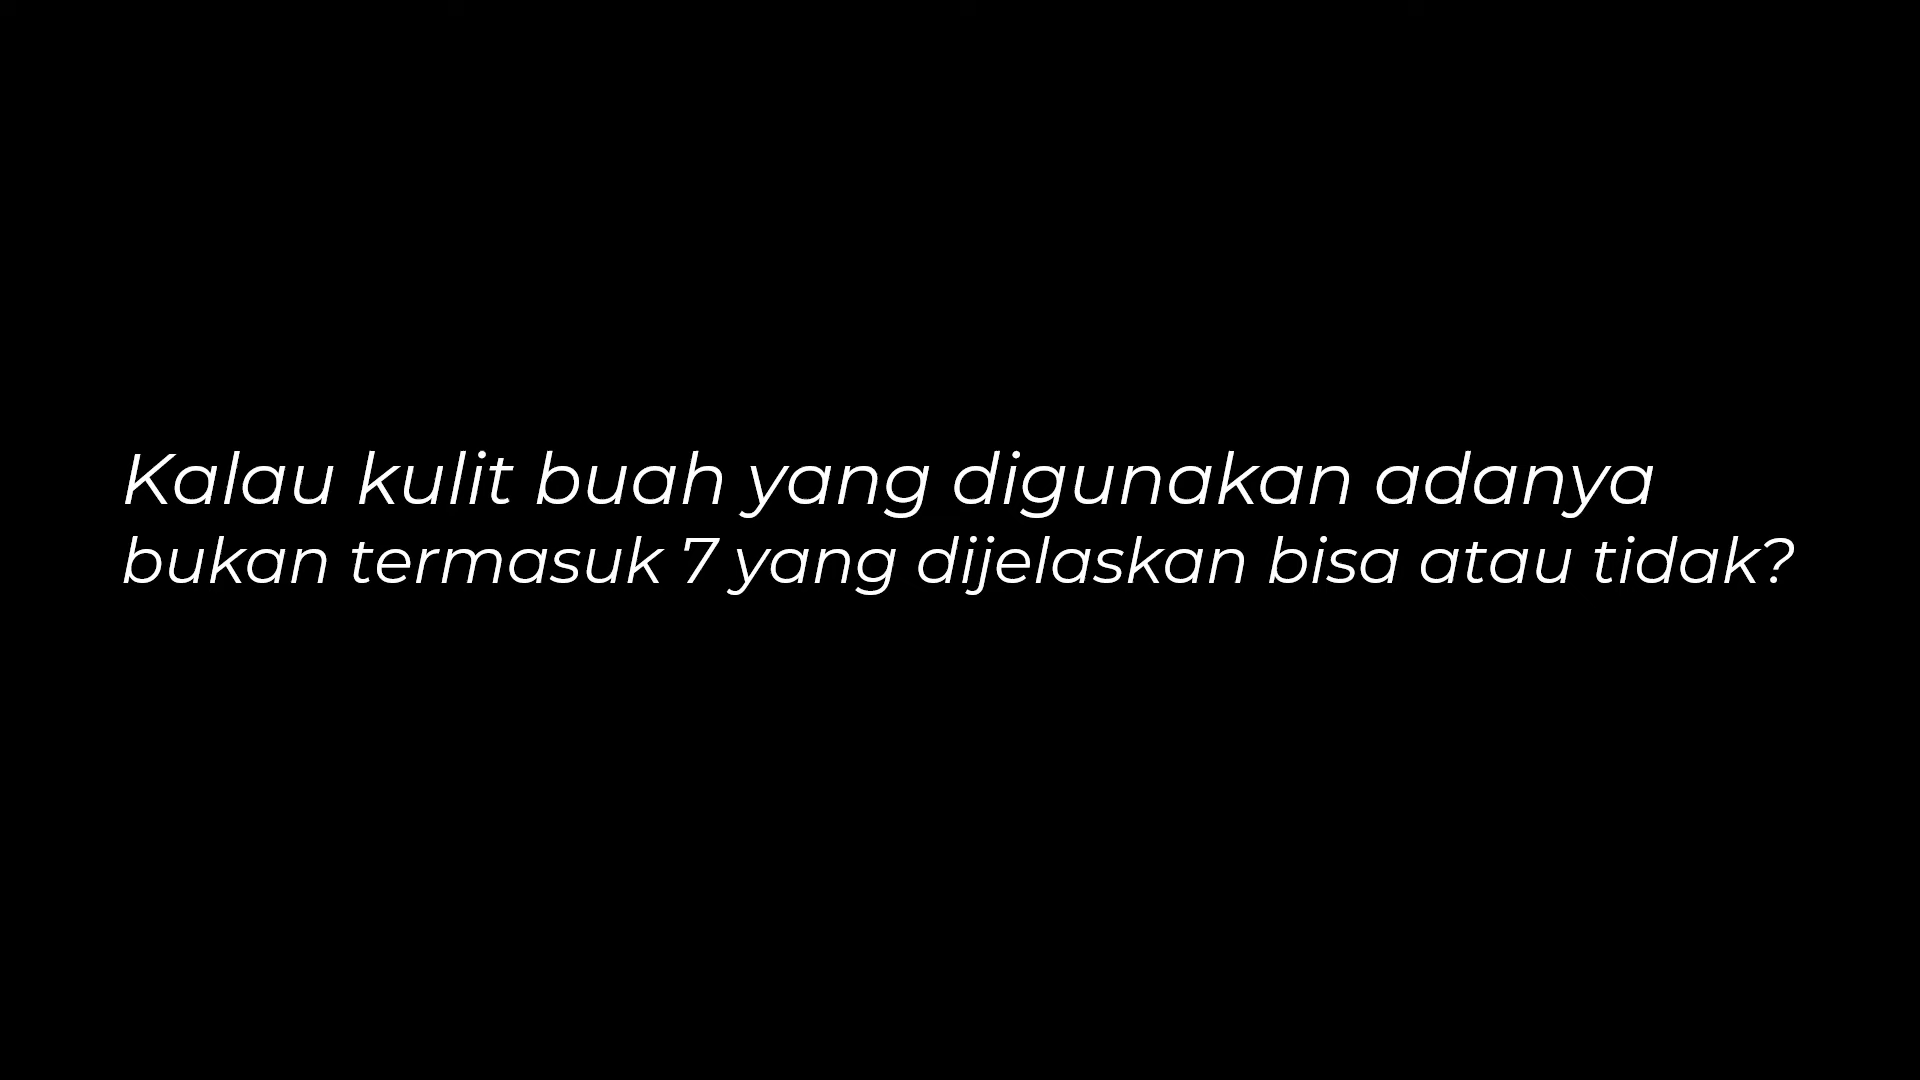 Kalau kulit buah yang digunakan adanya
bukan termasuk 7 yang dijelaskan bisa atau tidak?